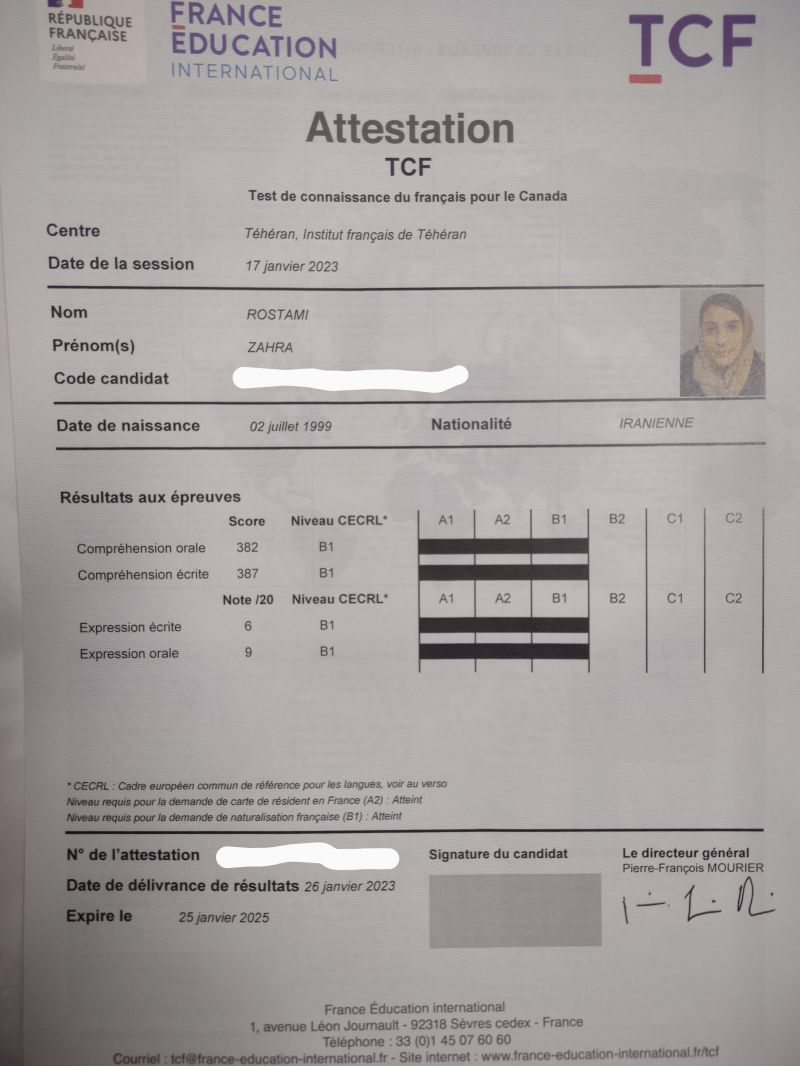 RÉPUBLIQUE
FRANÇAISE
Liberté
Égalité
Fraternité
FRANCE
ÉDUCATION
INTERNATIONAL
TCF
Attestation
TCF
Test de connaissance du français pour le Canada
Centre Téhéran, Institut français de Téhéran
Date de la session 17 janvier 2023
Nom ROSTAMI
Prénom(s) ZAHRA
Code candidat
Date de naissance 02 juillet 1999 Nationalité IRANIENNE
Résultats aux épreuves
Score Niveau CECRL* A1 A2 B1 B2 C1 C2
Compréhension orale 382 B1
Compréhension écrite 387 B1
Note /20 Niveau CECRL* A1 A2 B1 B2 C1 C2
Expression écrite 6 B1
Expression orale 9 B1
* CECRL : Cadre européen commun de référence pour les langues, voir au verso
Niveau requis pour la demande de carte de résident en France (A2) : Atteint
Niveau requis pour la demande de naturalisation française (B1) : Atteint
N° de l'attestation Signature du candidat Le directeur général
Pierre-François MOURIER
Date de délivrance de résultats 26 janvier 2023
Expire le 25 janvier 2025
France Éducation international
1, avenue Léon Journault - 92318 Sèvres cedex - France
Téléphone : 33 (0)1 45 07 60 60
Courriel : tcf@france-education-international.fr - Site internet : www.france-education-international.fr/tcf